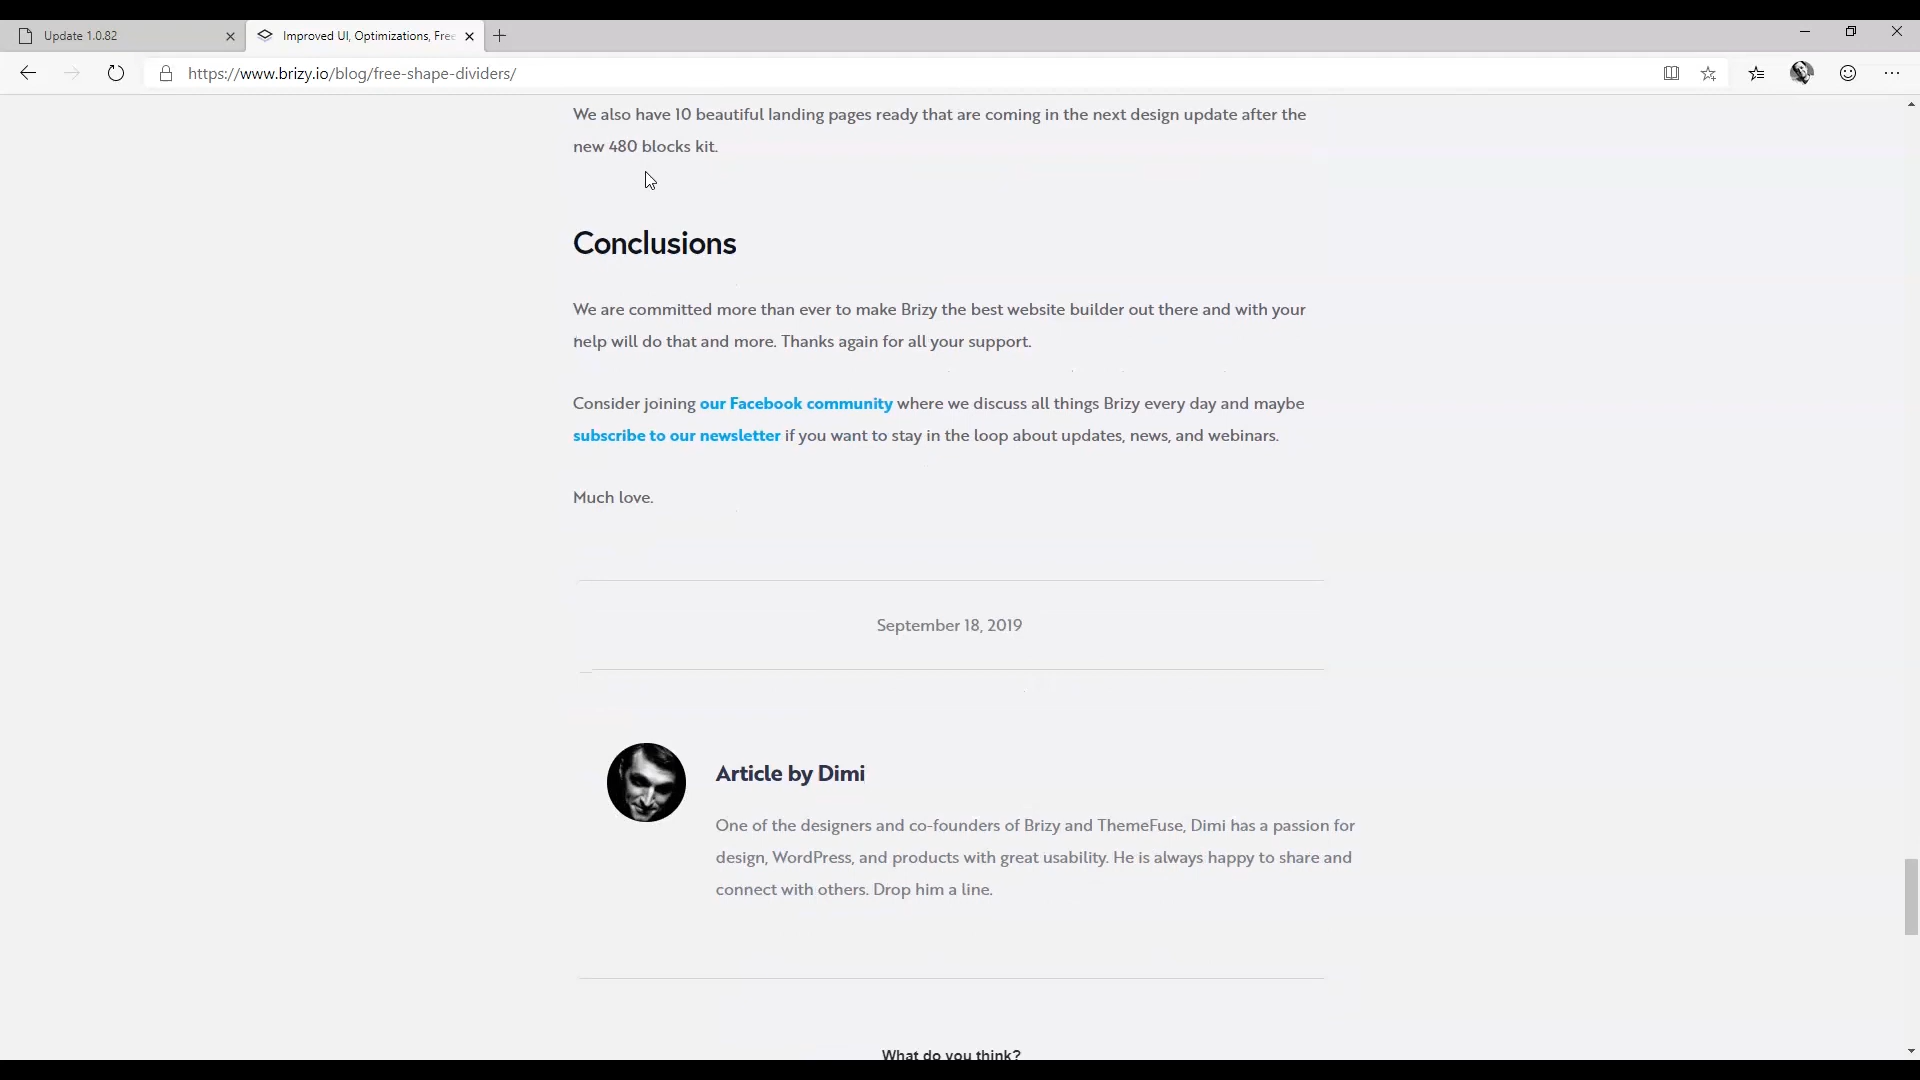 Update 1.0.82
Improved UI, Optimizations, Free
https://www.brizy.io/blog/free-shape-dividers/
We also have 10 beautiful landing pages ready that are coming in the next design update after the
new 480 blocks kit.
Conclusions
We are committed more than ever to make Brizy the best website builder out there and with your
help will do that and more. Thanks again for all your support.
Consider joining our Facebook community where we discuss all things Brizy every day and maybe
subscribe to our newsletter if you want to stay in the loop about updates, news, and webinars.
Much love.
September 18, 2019
Article by Dimi
One of the designers and co-founders of Brizy and ThemeFuse, Dimi has a passion for
design, WordPress, and products with great usability. He is always happy to share and
connect with others. Drop him a line.
What do you think?